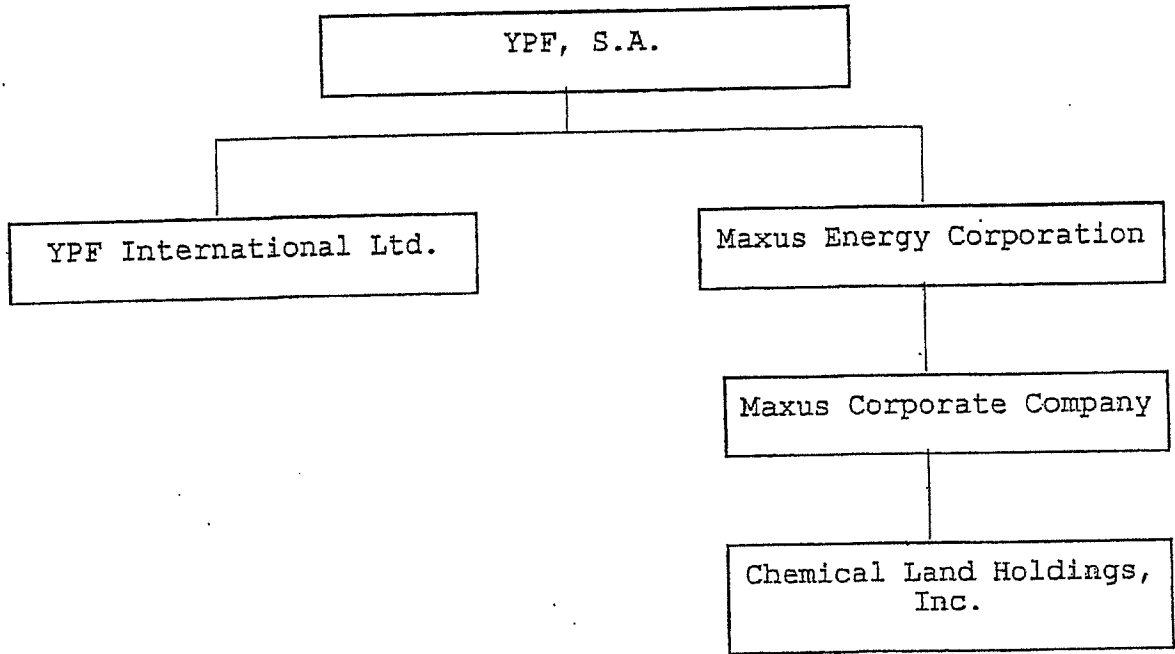 YPF, S.A.
YPF International Ltd.
Maxus Energy Corporation
Maxus Corporate Company
Chemical Land Holdings,
Inc.